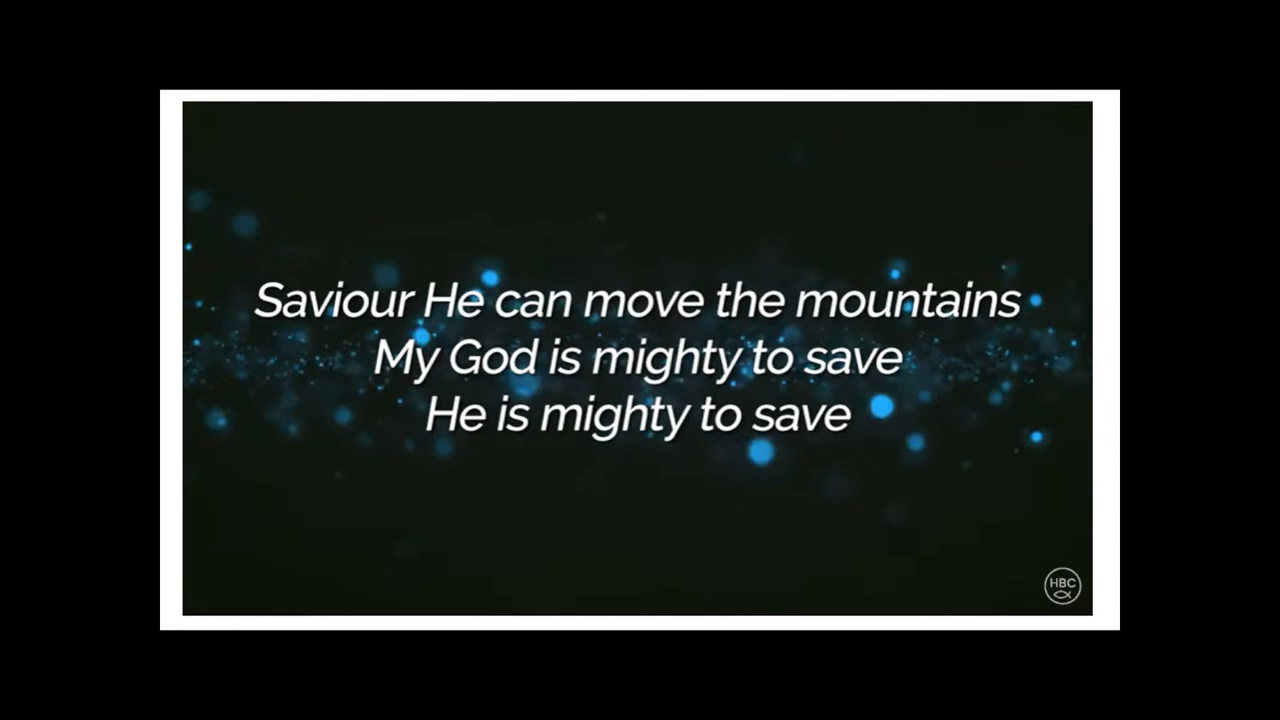 Saviour He can move the mountains
My God is mighty to save
He is mighty to save
HBC